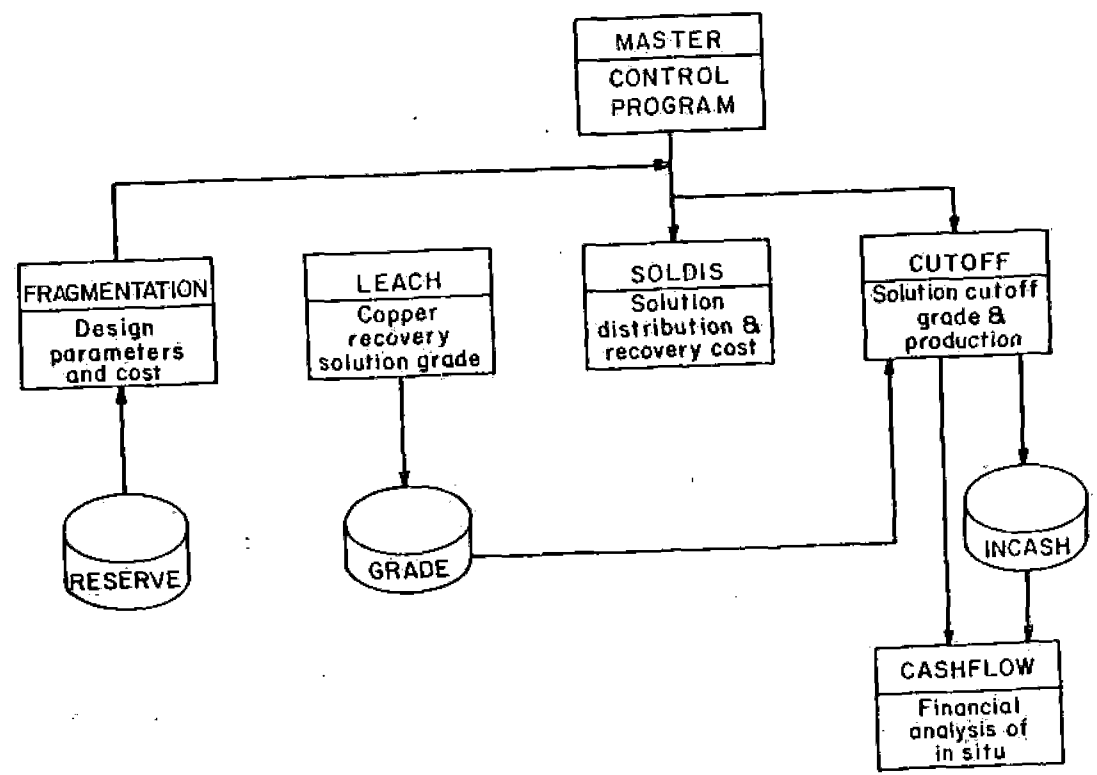 MASTER
CONTROL
PROGRAM
FRAGMENTATION
Design
parameters
and cost
LEACH
Copper
recovery
solution grade
SOLDIS
Solution
distribution &
recovery cost
CUTOFF
Solution cutoff
grade &
production
RESERVE
GRADE
INCASH
CASHFLOW
Financial
analysis of
in situ